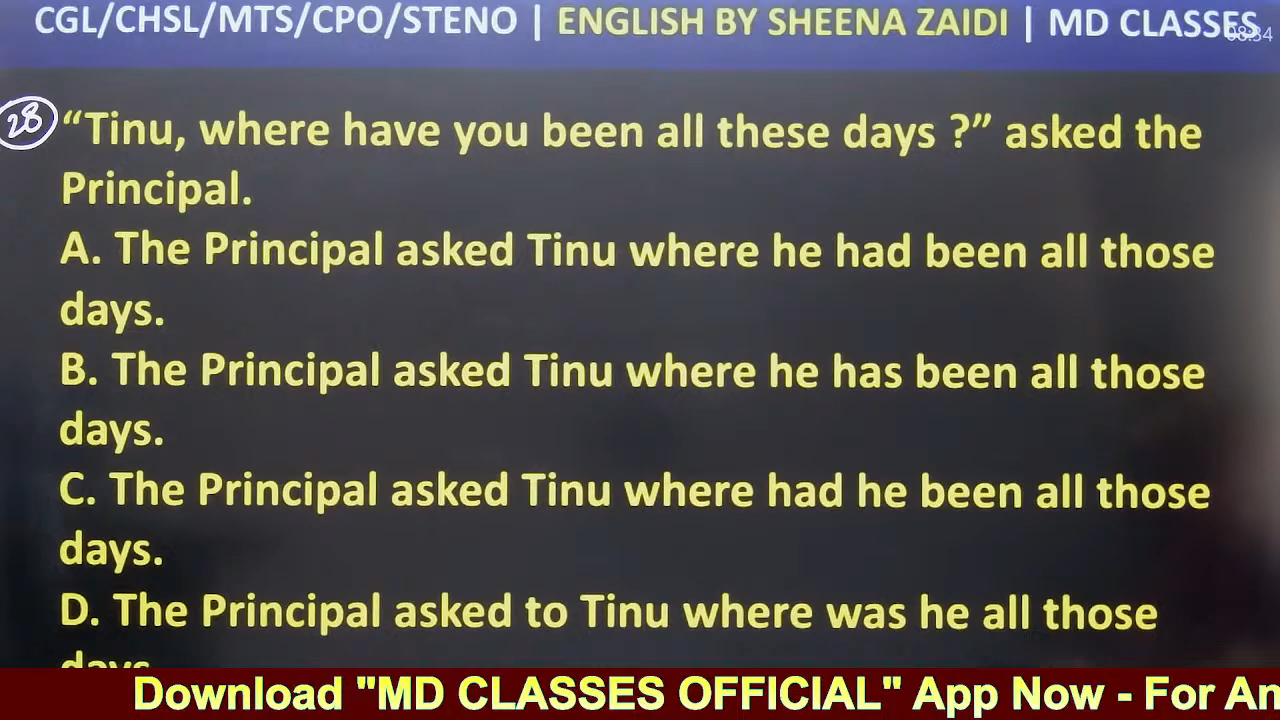 CGL/CHSL/MTS/CPO/STENO | ENGLISH BY SHEENA ZAIDI | MD CLASSES
08:34
28 “Tinu, where have you been all these days ?” asked the
Principal.
A. The Principal asked Tinu where he had been all those
days.
B. The Principal asked Tinu where he has been all those
days.
C. The Principal asked Tinu where had he been all those
days.
D. The Principal asked to Tinu where was he all those
days.
Download "MD CLASSES OFFICIAL" App Now - For An